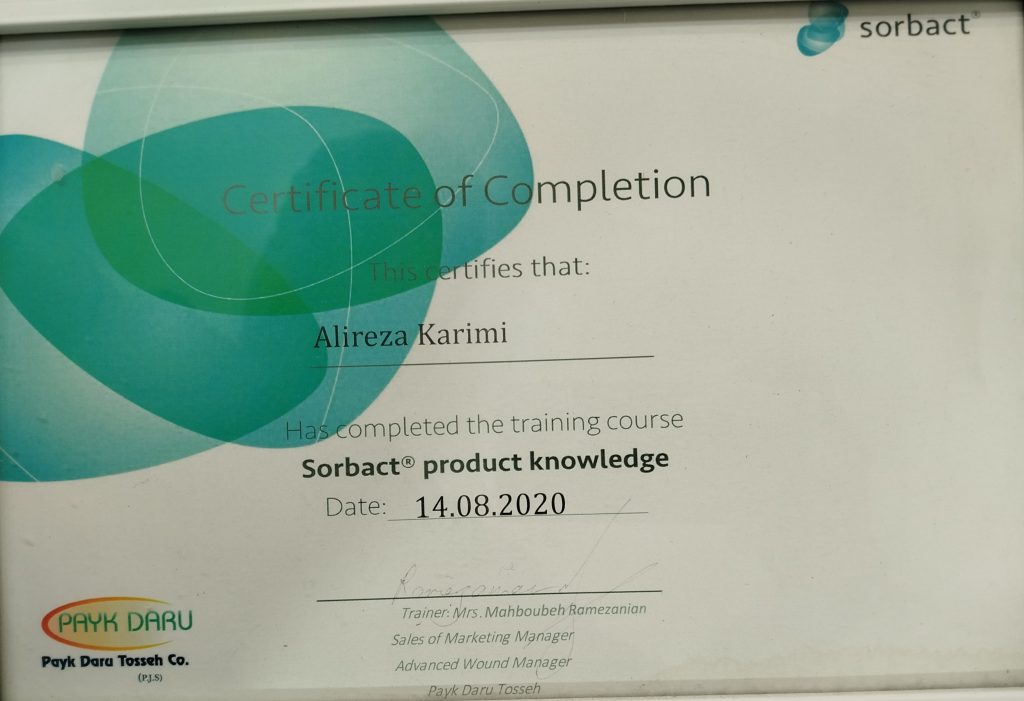 sorbact®
Certificate of Completion
This certifies that:
Alireza Karimi
Has completed the training course
Sorbact® product knowledge
Date: 14.08.2020
Ramezanian
Trainer: Mrs. Mahboubeh Ramezanian
Sales of Marketing Manager
Advanced Wound Manager
Payk Daru Tosseh
PAYK DARU
Payk Daru Tosseh Co.
(P.J.S)